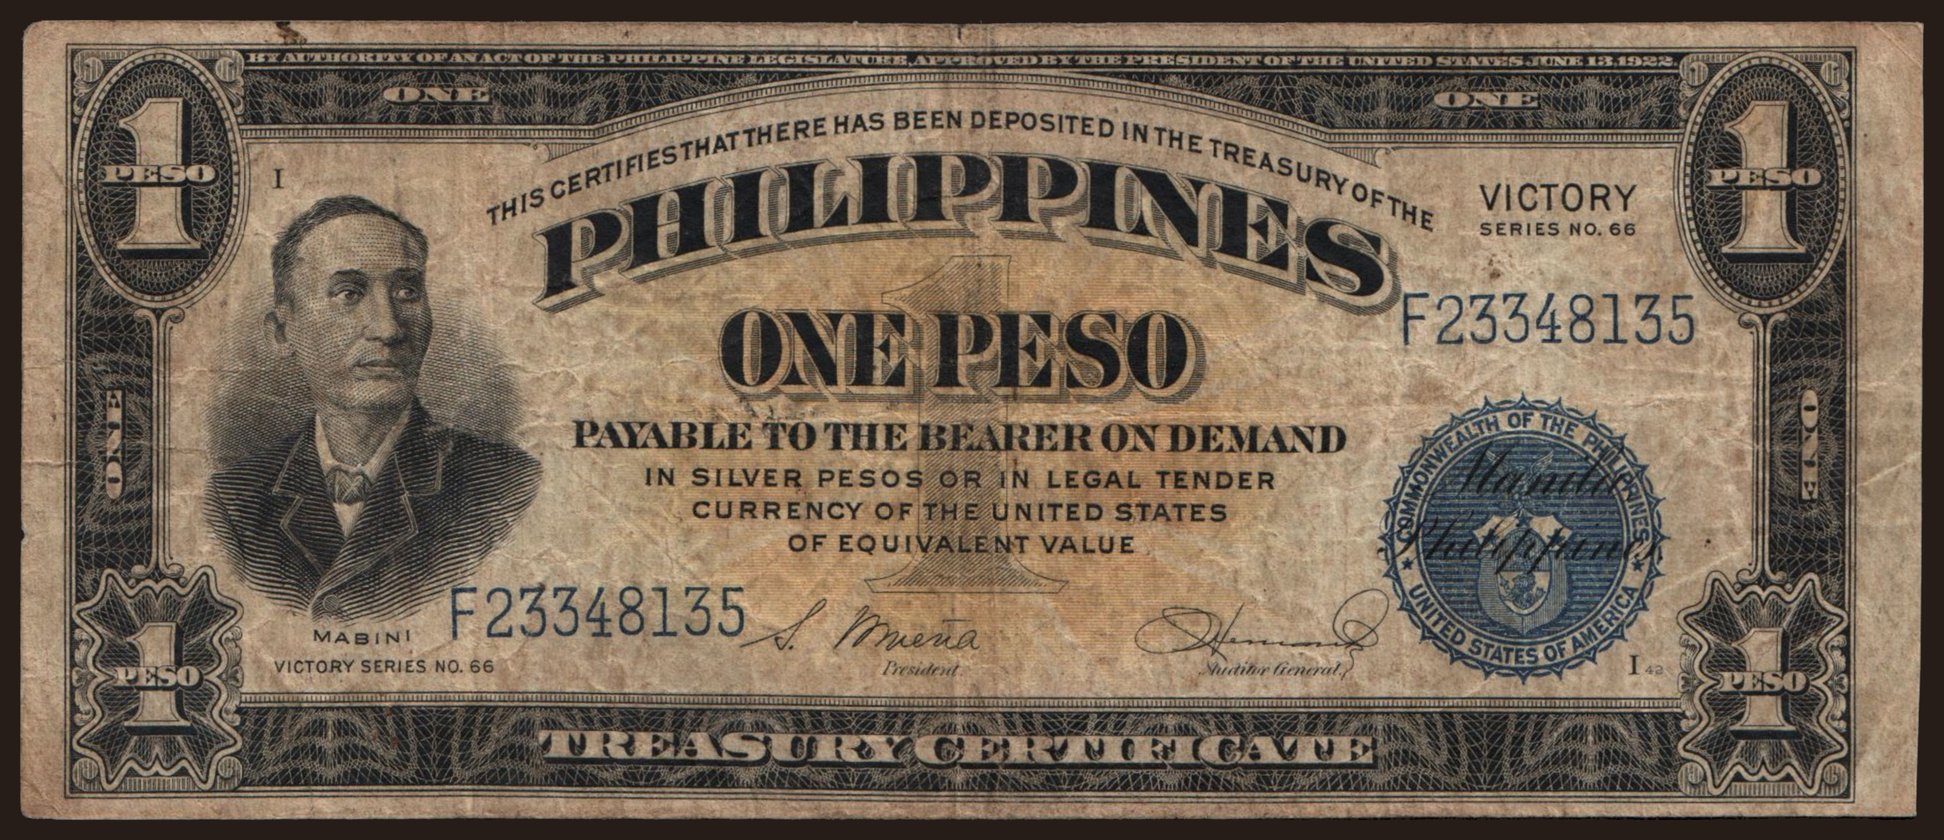 BY AUTHORITY OF AN ACT OF THE PHILIPPINE LEGISLATURE, APPROVED BY THE PRESIDENT OF THE UNITED STATES, JUNE 13, 1922
ONE
ONE
1
PESO
1
PESO
I
THIS CERTIFIES THAT THERE HAS BEEN DEPOSITED IN THE TREASURY OF THE
PHILIPPINES
VICTORY
SERIES NO. 66
F23348135
1
ONE PESO
ONE
ONE
PAYABLE TO THE BEARER ON DEMAND
IN SILVER PESOS OR IN LEGAL TENDER
CURRENCY OF THE UNITED STATES
OF EQUIVALENT VALUE
COMMONWEALTH OF THE PHILIPPINES
Manila
Philippines
UNITED STATES OF AMERICA
F23348135
MABINI
VICTORY SERIES NO. 66
S. Osmeña
President.
Auditor General.
I 42
1
PESO
1
PESO
TREASURY CERTIFICATE